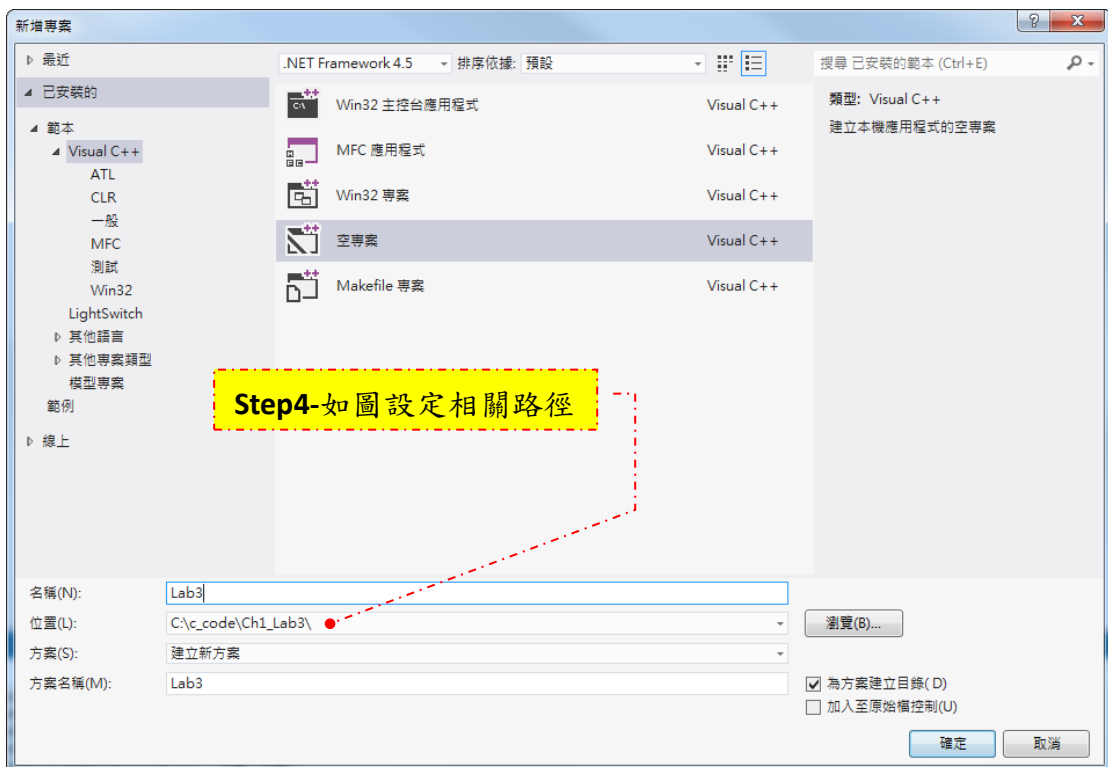 新增專案
最近
.NET Framework 4.5
排序依據: 預設
搜尋 已安裝的範本 (Ctrl+E)
已安裝的
範本
Visual C++
ATL
CLR
一般
MFC
測試
Win32
LightSwitch
其他語言
其他專案類型
模型專案
範例
線上
Win32 主控台應用程式 Visual C++
MFC 應用程式 Visual C++
Win32 專案 Visual C++
空專案 Visual C++
Makefile 專案 Visual C++
類型: Visual C++
建立本機應用程式的空專案
Step4-如圖設定相關路徑
名稱(N): Lab3
位置(L): C:\c_code\Ch1_Lab3\ 瀏覽(B)...
方案(S): 建立新方案
方案名稱(M): Lab3
為方案建立目錄( D)
加入至原始檔控制(U)
確定 取消